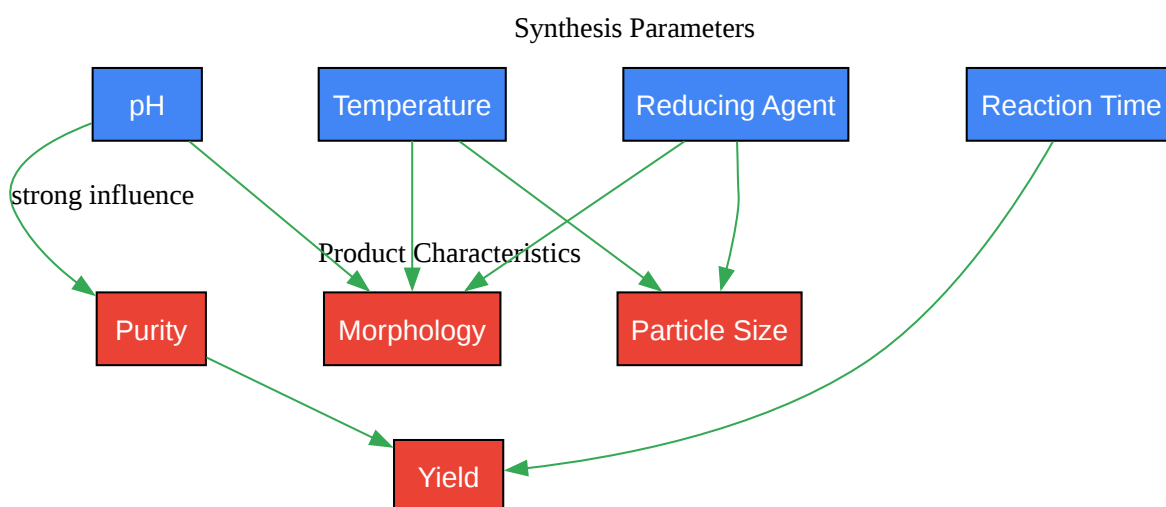 Synthesis Parameters
pH
Temperature
Reducing Agent
Reaction Time
strong influence
Product Characteristics
Purity
Morphology
Particle Size
Yield